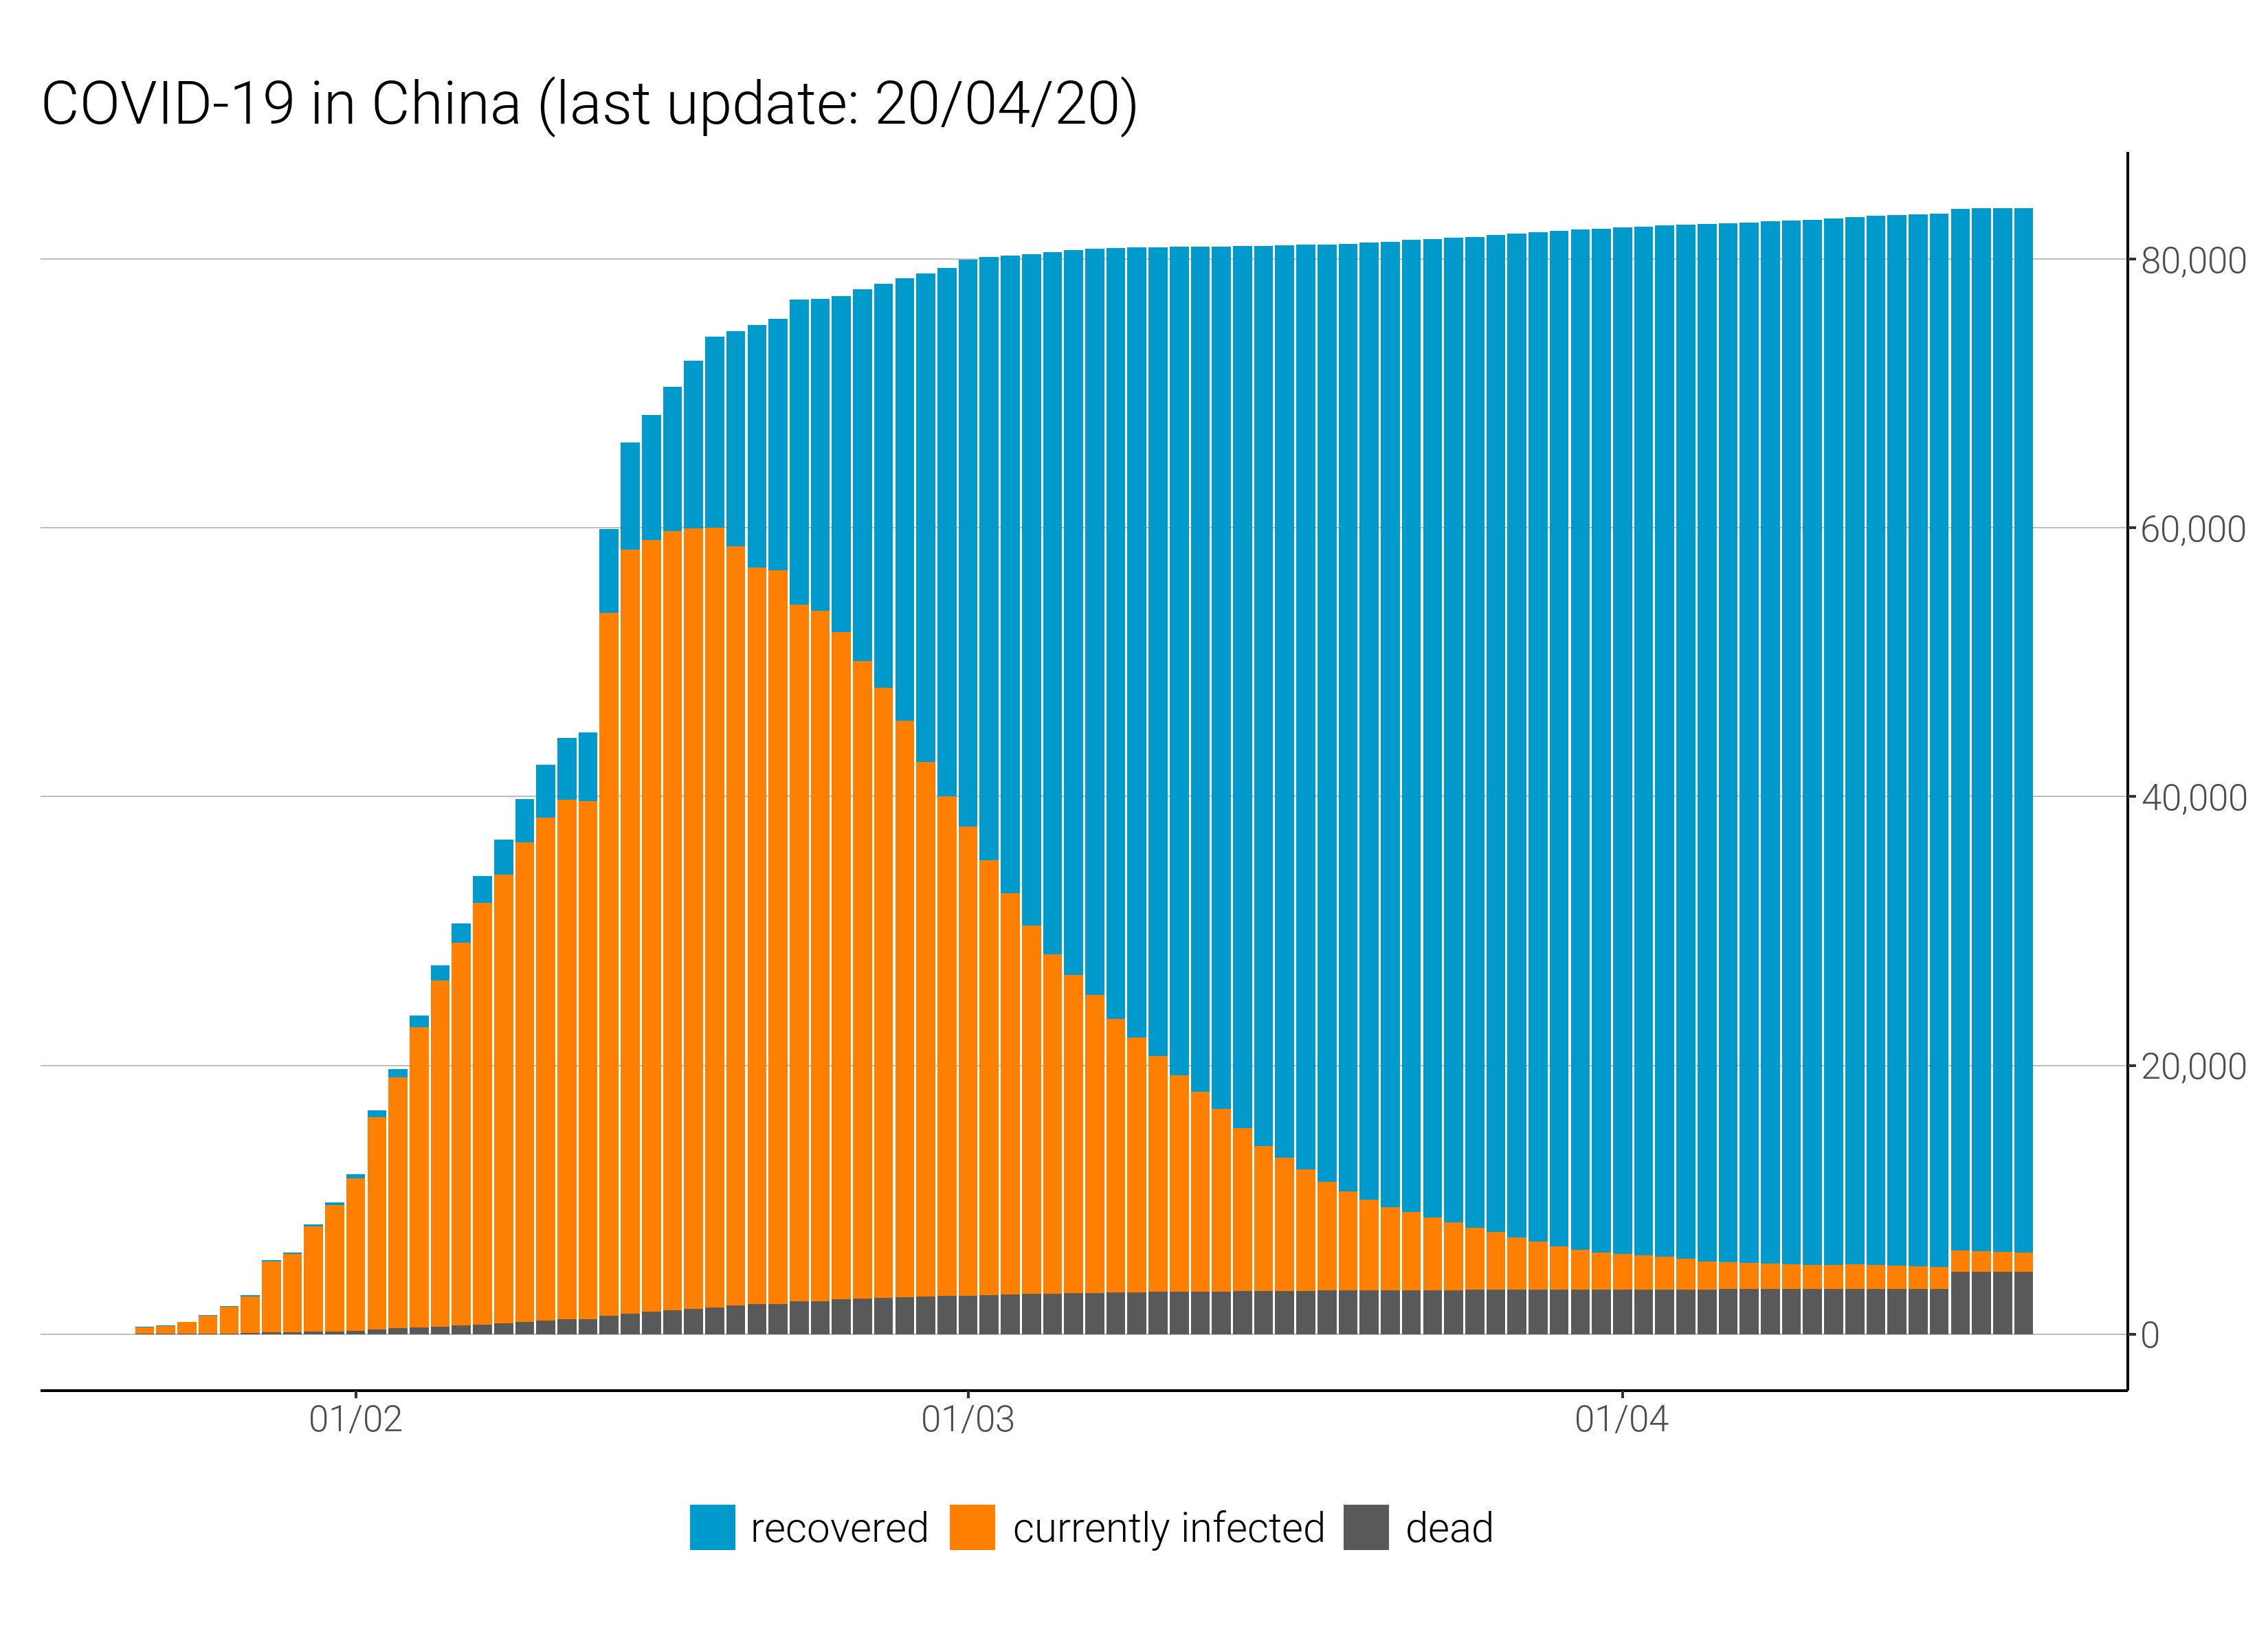 COVID-19 in China (last update: 20/04/20)
80,000
60,000
40,000
20,000
0
01/02 01/03 01/04
recovered currently infected dead